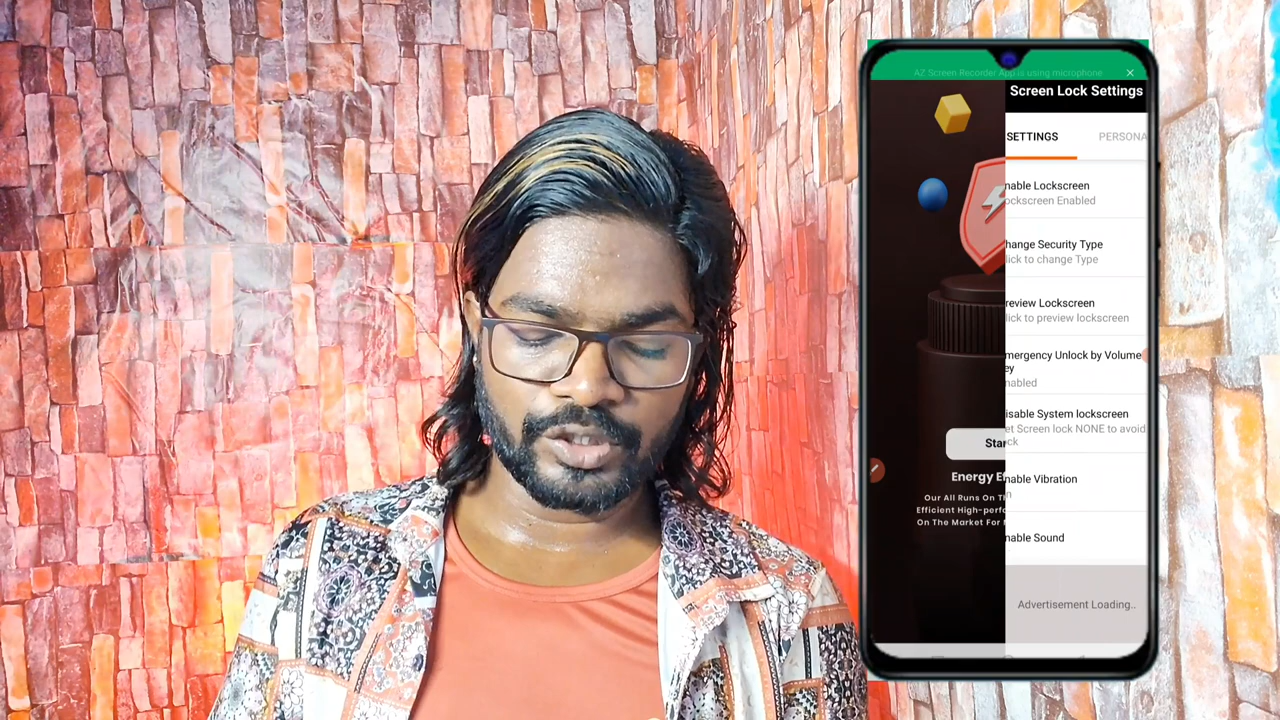 AZ Screen Recorder App is using microphone
Screen Lock Settings
SETTINGS
PERSONA
nable Lockscreen
ockscreen Enabled
hange Security Type
lick to change Type
review Lockscreen
lick to preview lockscreen
mergency Unlock by Volume
ey
nabled
isable System lockscreen
et Screen lock NONE to avoid
ck
Star
nable Vibration
Energy Ef
Our All Runs On Th
Efficient High-perfo
On The Market For
nable Sound
Advertisement Loading..